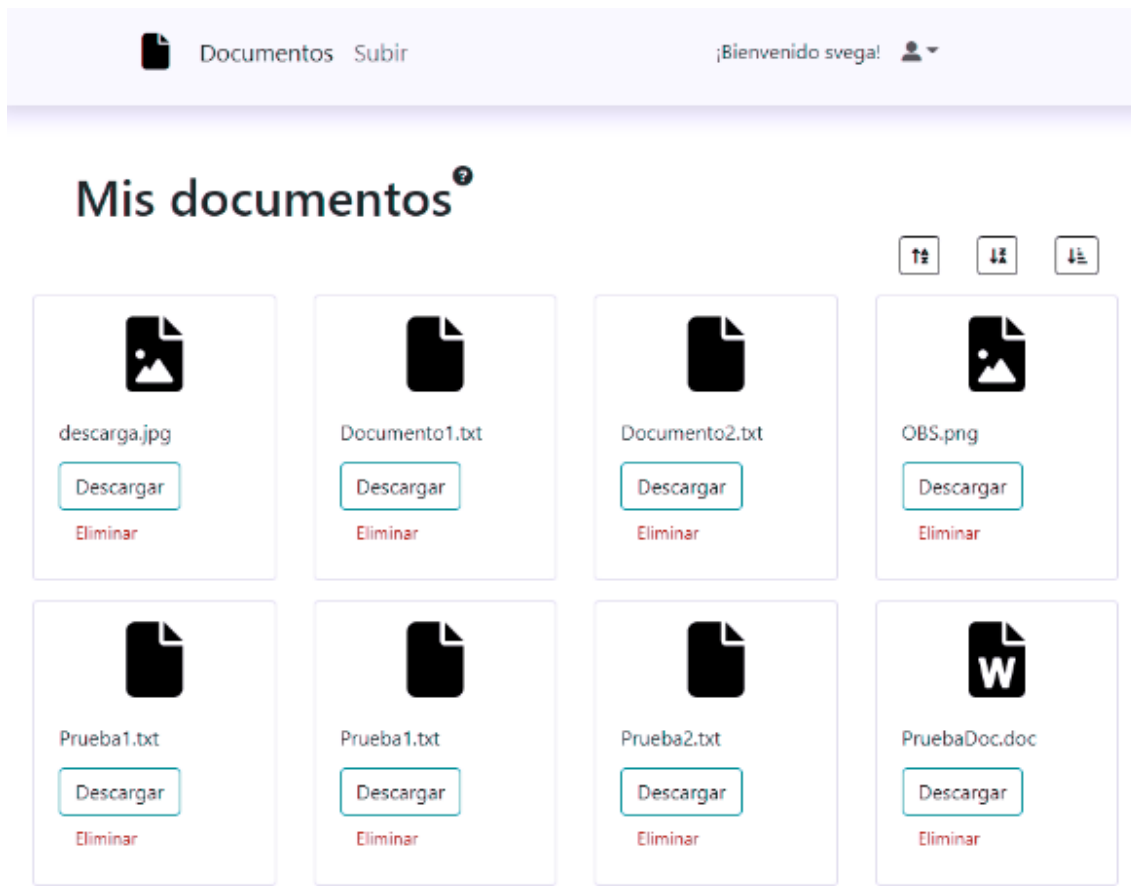 Documentos Subir ¡Bienvenido svega!
Mis documentos
descarga.jpg Documento1.txt Documento2.txt OBS.png
Descargar Descargar Descargar Descargar
Eliminar Eliminar Eliminar Eliminar
W
Prueba1.txt Prueba1.txt Prueba2.txt PruebaDoc.doc
Descargar Descargar Descargar Descargar
Eliminar Eliminar Eliminar Eliminar